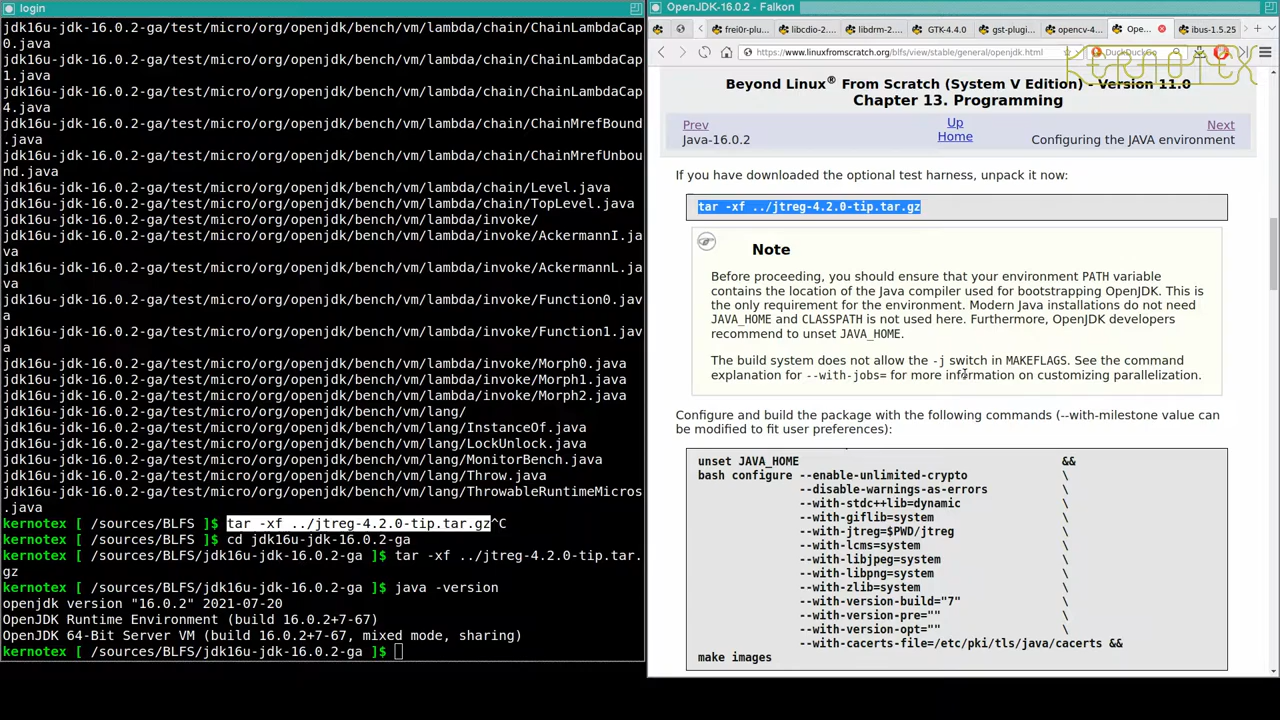 login
jdk16u-jdk-16.0.2-ga/test/micro/org/openjdk/bench/vm/lambda/chain/ChainLambdaCap
0.java
jdk16u-jdk-16.0.2-ga/test/micro/org/openjdk/bench/vm/lambda/chain/ChainLambdaCap
1.java
jdk16u-jdk-16.0.2-ga/test/micro/org/openjdk/bench/vm/lambda/chain/ChainLambdaCap
4.java
jdk16u-jdk-16.0.2-ga/test/micro/org/openjdk/bench/vm/lambda/chain/ChainMrefBound
.java
jdk16u-jdk-16.0.2-ga/test/micro/org/openjdk/bench/vm/lambda/chain/ChainMrefUnbou
nd.java
jdk16u-jdk-16.0.2-ga/test/micro/org/openjdk/bench/vm/lambda/chain/Level.java
jdk16u-jdk-16.0.2-ga/test/micro/org/openjdk/bench/vm/lambda/chain/TopLevel.java
jdk16u-jdk-16.0.2-ga/test/micro/org/openjdk/bench/vm/lambda/invoke/
jdk16u-jdk-16.0.2-ga/test/micro/org/openjdk/bench/vm/lambda/invoke/AckermannI.ja
va
jdk16u-jdk-16.0.2-ga/test/micro/org/openjdk/bench/vm/lambda/invoke/AckermannL.ja
va
jdk16u-jdk-16.0.2-ga/test/micro/org/openjdk/bench/vm/lambda/invoke/Function0.jav
a
jdk16u-jdk-16.0.2-ga/test/micro/org/openjdk/bench/vm/lambda/invoke/Function1.jav
a
jdk16u-jdk-16.0.2-ga/test/micro/org/openjdk/bench/vm/lambda/invoke/Morph0.java
jdk16u-jdk-16.0.2-ga/test/micro/org/openjdk/bench/vm/lambda/invoke/Morph1.java
jdk16u-jdk-16.0.2-ga/test/micro/org/openjdk/bench/vm/lambda/invoke/Morph2.java
jdk16u-jdk-16.0.2-ga/test/micro/org/openjdk/bench/vm/lang/
jdk16u-jdk-16.0.2-ga/test/micro/org/openjdk/bench/vm/lang/InstanceOf.java
jdk16u-jdk-16.0.2-ga/test/micro/org/openjdk/bench/vm/lang/LockUnlock.java
jdk16u-jdk-16.0.2-ga/test/micro/org/openjdk/bench/vm/lang/MonitorBench.java
jdk16u-jdk-16.0.2-ga/test/micro/org/openjdk/bench/vm/lang/Throw.java
jdk16u-jdk-16.0.2-ga/test/micro/org/openjdk/bench/vm/lang/ThrowableRuntimeMicros
.java
kernotex [ /sources/BLFS ]$ tar -xf ../jtreg-4.2.0-tip.tar.gz^C
kernotex [ /sources/BLFS ]$ cd jdk16u-jdk-16.0.2-ga
kernotex [ /sources/BLFS/jdk16u-jdk-16.0.2-ga ]$ tar -xf ../jtreg-4.2.0-tip.tar.
gz
kernotex [ /sources/BLFS/jdk16u-jdk-16.0.2-ga ]$ java -version
openjdk version "16.0.2" 2021-07-20
OpenJDK Runtime Environment (build 16.0.2+7-67)
OpenJDK 64-Bit Server VM (build 16.0.2+7-67, mixed mode, sharing)
kernotex [ /sources/BLFS/jdk16u-jdk-16.0.2-ga ]$
OpenJDK-16.0.2 - Falkon
frei0r-plu... libcdio-2.... libdrm-2.... GTK-4.4.0 gst-plugin... opencv-4... Ope... ibus-1.5.25
https://www.linuxfromscratch.org/blfs/view/stable/general/openjdk.html DuckDuckGo
KERNOTEX
Beyond Linux® From Scratch (System V Edition) - Version 11.0
Chapter 13. Programming
Prev Up Next
Java-16.0.2 Home Configuring the JAVA environment
If you have downloaded the optional test harness, unpack it now:
tar -xf ../jtreg-4.2.0-tip.tar.gz
Note
Before proceeding, you should ensure that your environment PATH variable
contains the location of the Java compiler used for bootstrapping OpenJDK. This is
the only requirement for the environment. Modern Java installations do not need
JAVA_HOME and CLASSPATH is not used here. Furthermore, OpenJDK developers
recommend to unset JAVA_HOME.
The build system does not allow the -j switch in MAKEFLAGS. See the command
explanation for --with-jobs= for more information on customizing parallelization.
Configure and build the package with the following commands (--with-milestone value can
be modified to fit user preferences):
unset JAVA_HOME &&
bash configure --enable-unlimited-crypto \
--disable-warnings-as-errors \
--with-stdc++lib=dynamic \
--with-giflib=system \
--with-jtreg=$PWD/jtreg \
--with-lcms=system \
--with-libjpeg=system \
--with-libpng=system \
--with-zlib=system \
--with-version-build="7" \
--with-version-pre="" \
--with-version-opt="" \
--with-cacerts-file=/etc/pki/tls/java/cacerts &&
make images